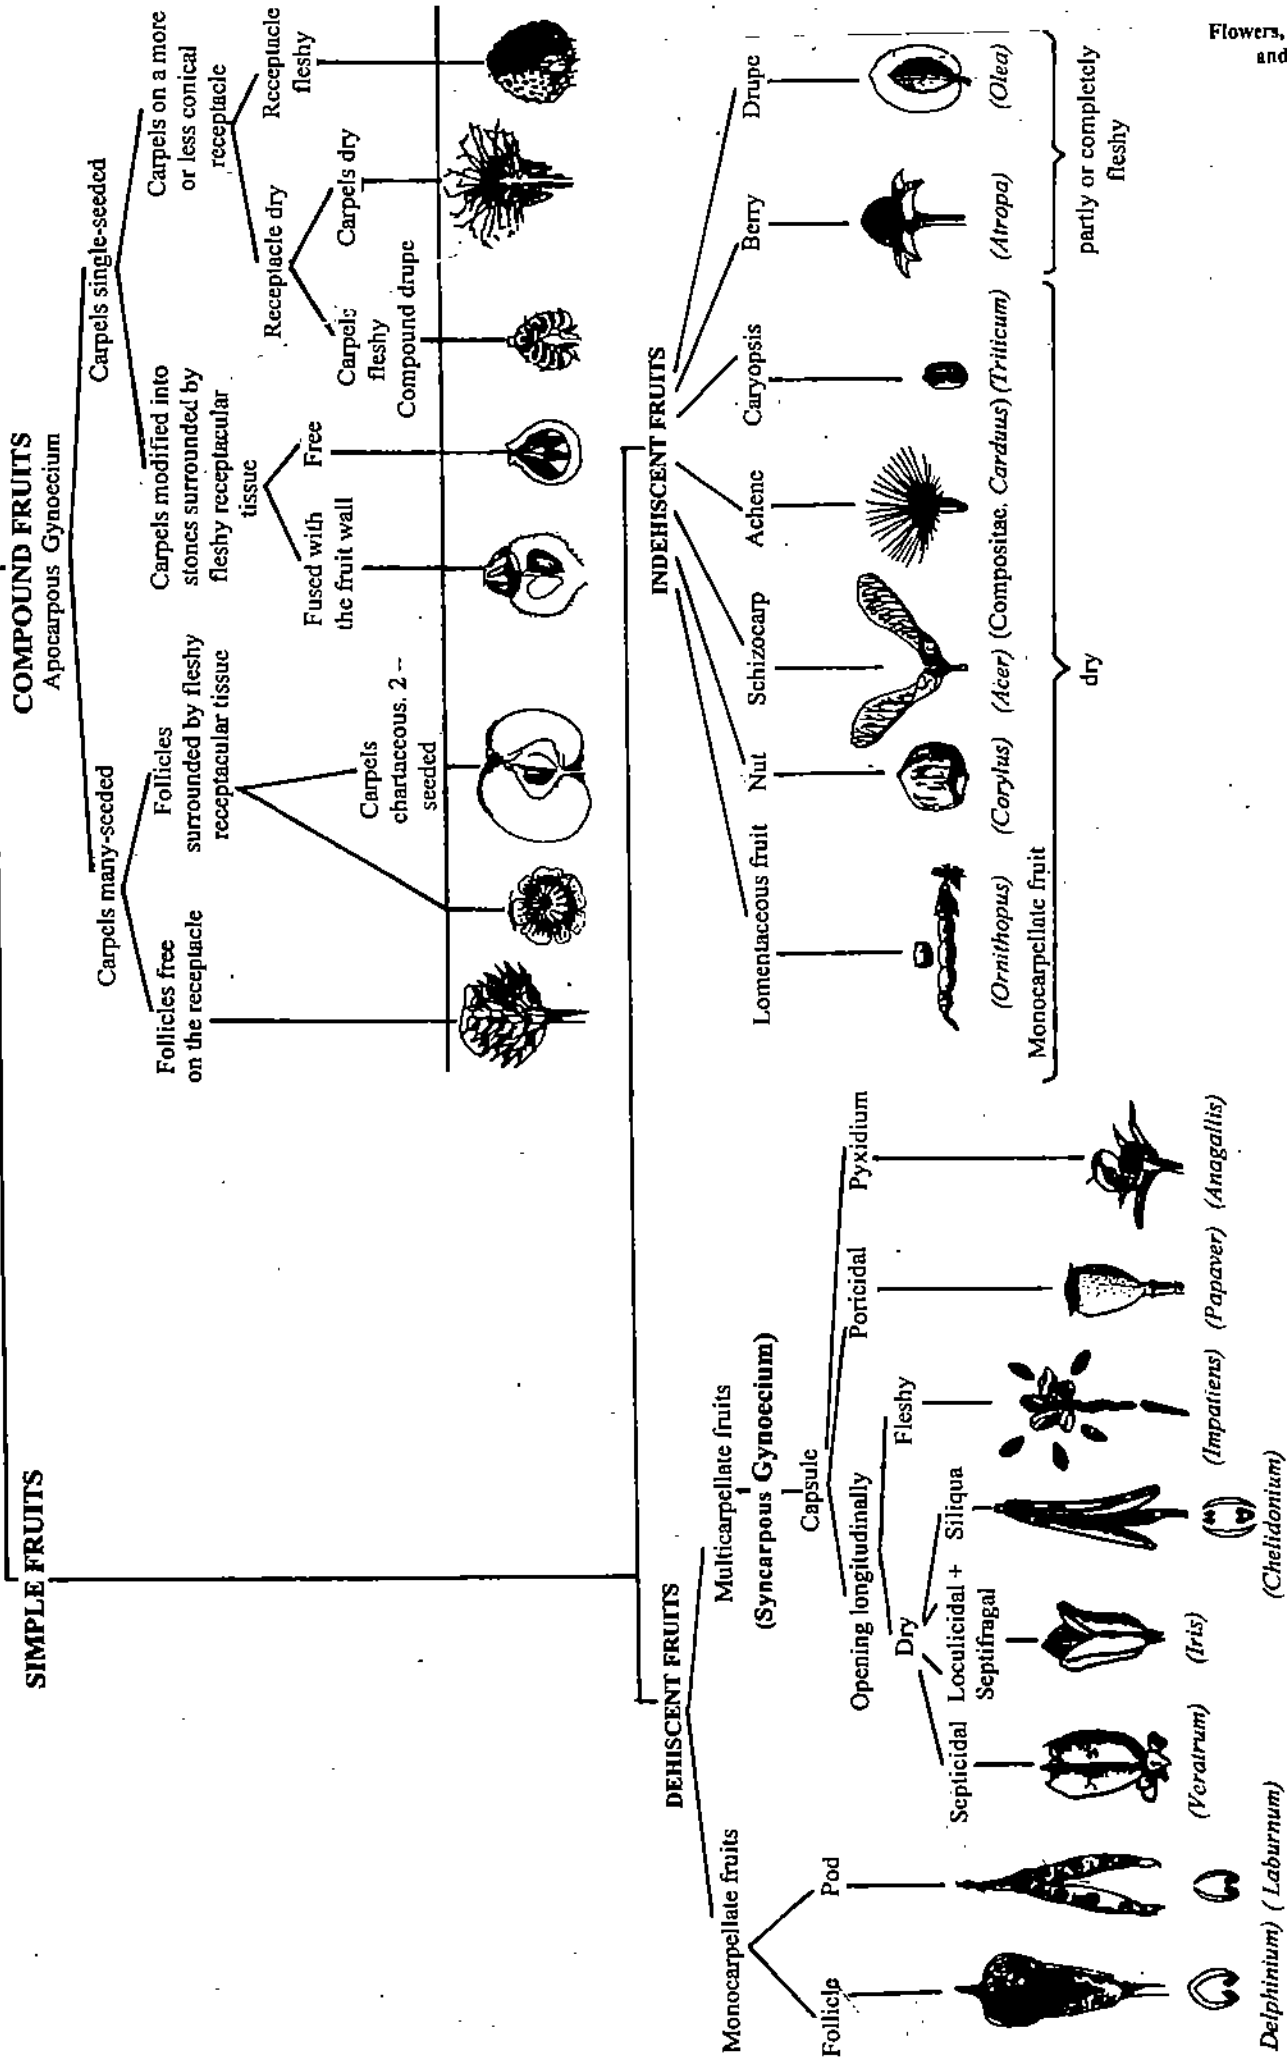 Flowers,
and
COMPOUND FRUITS
Apocarpous Gynoecium
Carpels many-seeded
Carpels single-seeded
Follicles free
on the receptacle
Follicles
surrounded by fleshy
receptacular tissue
Carpels
chartaceous, 2--
seeded
Carpels modified into
stones surrounded by
fleshy receptacular
tissue
Fused with
the fruit wall
Free
Carpels on a more
or less conical
receptacle
Receptacle dry
Receptacle
fleshy
Carpels
fleshy
Compound drupe
Carpels dry
SIMPLE FRUITS
DEHISCENT FRUITS
Monocarpellate fruits
Follicle
Pod
Multicarpellate fruits
(Syncarpous Gynoecium)
Capsule
Opening longitudinally
Poricidal
Pyxidium
Dry
Fleshy
Septicidal
Loculicidal +
Septifragal
Siliqua
Delphinium)
( Laburnum)
(Veratrum)
(Iris)
(Chelidonium)
(Impatiens)
(Papaver)
(Anagallis)
INDEHISCENT FRUITS
Lomentaceous fruit
Nut
Schizocarp
Achene
Caryopsis
Berry
Drupe
(Ornithopus)
(Corylus)
(Acer)
(Compositae, Carduus)
(Triticum)
(Atropa)
(Olea)
Monocarpellate fruit
dry
partly or completely
fleshy